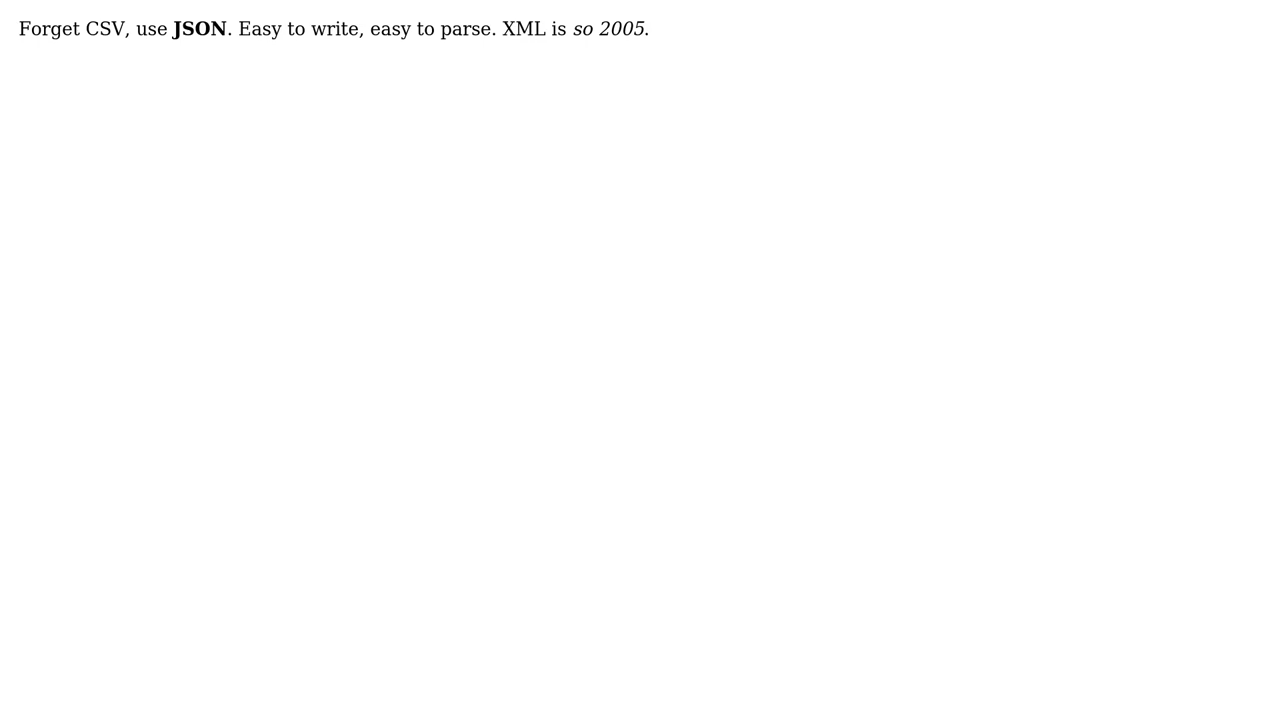 Forget CSV, use JSON. Easy to write, easy to parse. XML is so 2005.